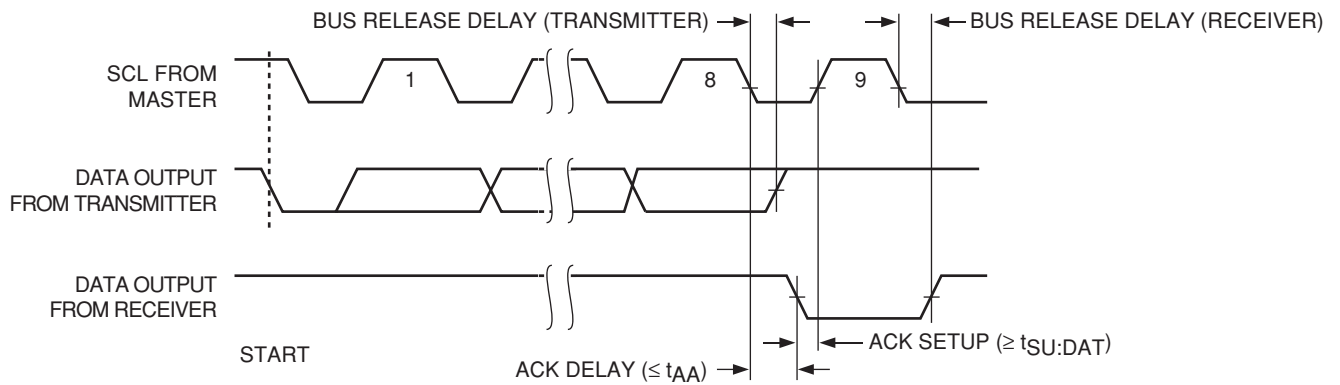 BUS RELEASE DELAY (TRANSMITTER)
BUS RELEASE DELAY (RECEIVER)
SCL FROM
MASTER
1
8
9
DATA OUTPUT
FROM TRANSMITTER
DATA OUTPUT
FROM RECEIVER
START
ACK SETUP (≥ tSU:DAT)
ACK DELAY (≤ tAA)